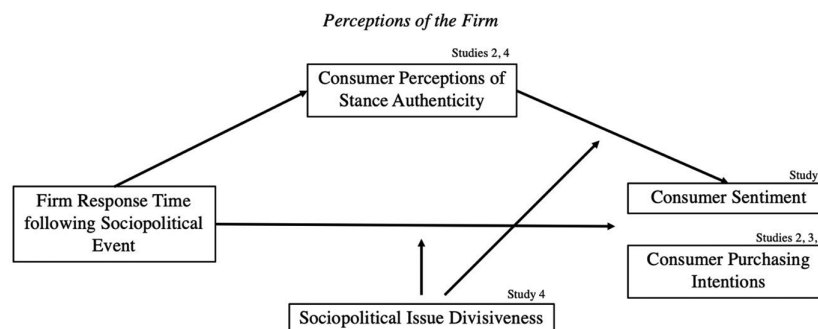 Perceptions of the Firm
Studies 2, 4
Consumer Perceptions of
Stance Authenticity
Firm Response Time
following Sociopolitical
Event
Study
Consumer Sentiment
Studies 2, 3,
Consumer Purchasing
Intentions
Study 4
Sociopolitical Issue Divisiveness